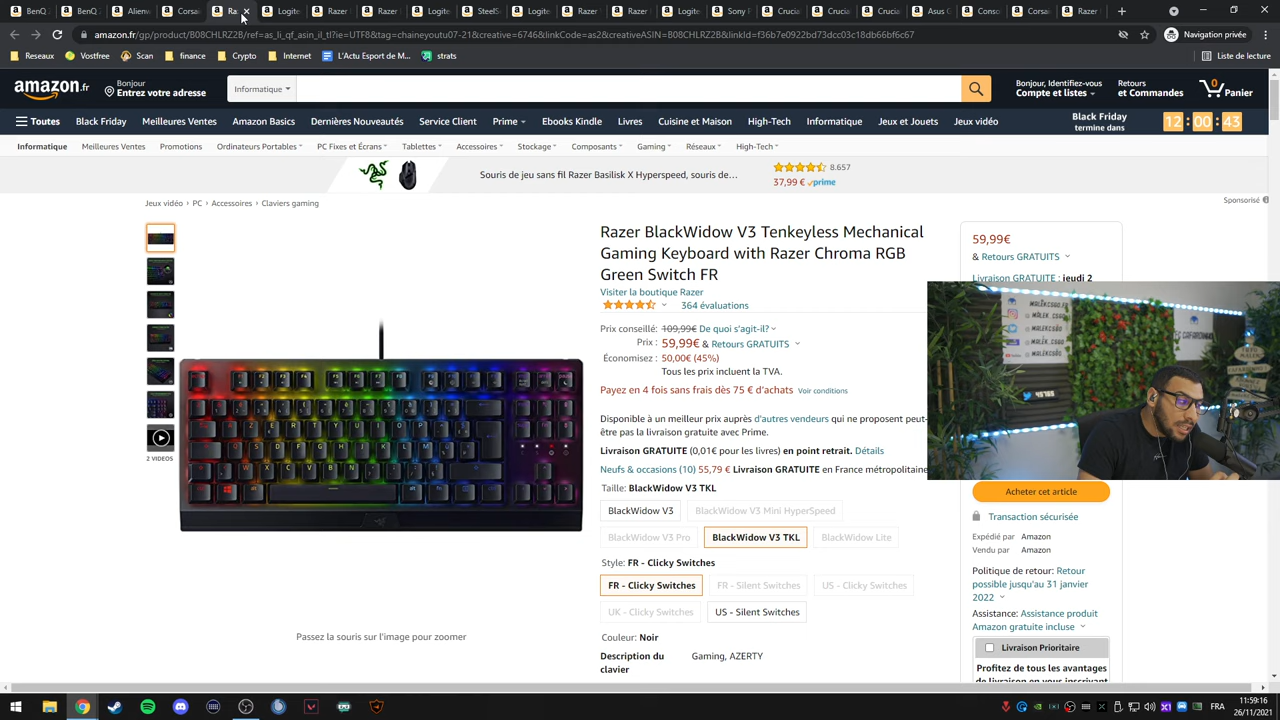 BenQ
BenQ
Alienv
Corsai
Ra
Logite
Razer
Razer
Logite
SteelS
Logite
Logite
Sony P
Asus C
Crucia
Asus C
Crucia
Conso
Corsai
Razer
Logite
amazon.fr/gp/product/B08CHLRZ2B/ref=as_li_qf_asin_il_tl?ie=UTF8&tag=chaineyoutu07-21&creative=6746&linkCode=as2&creativeASIN=B08CHLRZ2B&linkId=f36b7e0922bd73dcc03c18db66bf6c67
Navigation privée
Reseaux
Vostfree
Scan
finance
Crypto
Internet
L'Actu Esport de M...
strats
Liste de lecture
amazon.fr
Bonjour
Entrez votre adresse
Informatique
Bonjour, Identifiez-vous
Compte et listes
Retours
et Commandes
0
Panier
Toutes
Black Friday
Meilleures Ventes
Amazon Basics
Dernières Nouveautés
Service Client
Prime
Ebooks Kindle
Livres
Cuisine et Maison
Informatique
Jeux et Jouets
Jeux vidéo
Black Friday
termine dans
12:00:43
Informatique
Meilleures Ventes
Promotions
Ordinateurs Portables
PC Fixes et Écrans
Tablettes
Accessoires
Stockage
Composants
Gaming
Réseaux
High-Tech
Souris de jeu sans fil Razer Basilisk X Hyperspeed, souris de...
8.657
37,99 € prime
Jeux vidéo › PC › Accessoires › Claviers gaming
Sponsorisé
Razer BlackWidow V3 Tenkeyless Mechanical
Gaming Keyboard with Razer Chroma RGB
Green Switch FR
Visiter la boutique Razer
364 évaluations
Prix conseillé: 109,99€ De quoi s'agit-il?
Prix : 59,99€ & Retours GRATUITS
Économisez : 50,00€ (45%)
Tous les prix incluent la TVA.
Payez en 4 fois sans frais dès 75 € d'achats Voir conditions
Disponible à un meilleur prix auprès d'autres vendeurs qui ne proposent peut-
être pas la livraison gratuite avec Prime.
Livraison GRATUITE (0,01€ pour les livres) en point retrait. Détails
Neufs & occasions (10) 55,79 € Livraison GRATUITE en France métropolitaine
Taille: BlackWidow V3 TKL
BlackWidow V3
BlackWidow V3 Mini HyperSpeed
BlackWidow V3 Pro
BlackWidow V3 TKL
BlackWidow Lite
Style: FR - Clicky Switches
FR - Clicky Switches
FR - Silent Switches
US - Clicky Switches
UK - Clicky Switches
US - Silent Switches
Couleur: Noir
Description du
clavier
Gaming, AZERTY
2 VIDEOS
Passez la souris sur l'image pour zoomer
59,99€
& Retours GRATUITS
Livraison GRATUITE : jeudi 2
Acheter cet article
Transaction sécurisée
Expédié par Amazon
Vendu par Amazon
Politique de retour: Retour
possible jusqu'au 31 janvier
2022
Assistance: Assistance produit
Amazon gratuite incluse
Livraison Prioritaire
Profitez de tous les avantages
de livraison en vous inscrivant
FRA
11:59:16
26/11/2021